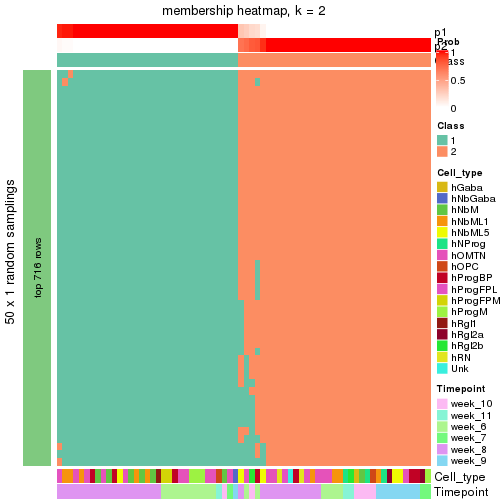 membership heatmap, k = 2
p1
p2
Class
50 x 1 random samplings
top 716 rows
Prob
1
0.5
0
Class
1
2
Cell_type
hGaba
hNbGaba
hNbM
hNbML1
hNbML5
hNProg
hOMTN
hOPC
hProgBP
hProgFPL
hProgFPM
hProgM
hRgl1
hRgl2a
hRgl2b
hRN
Unk
Timepoint
week_10
week_11
week_6
week_7
week_8
week_9
Cell_type
Timepoint